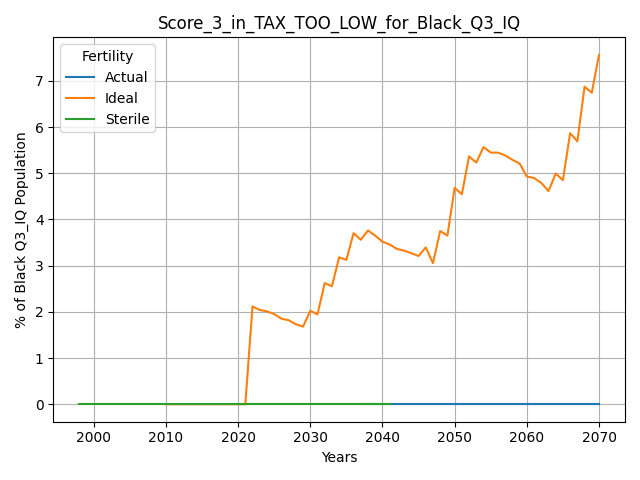 Score_3_in_TAX_TOO_LOW_for_Black_Q3_IQ
Fertility
Actual
Ideal
Sterile
% of Black Q3_IQ Population
7
6
5
4
3
2
1
0
2000 2010 2020 2030 2040 2050 2060 2070
Years